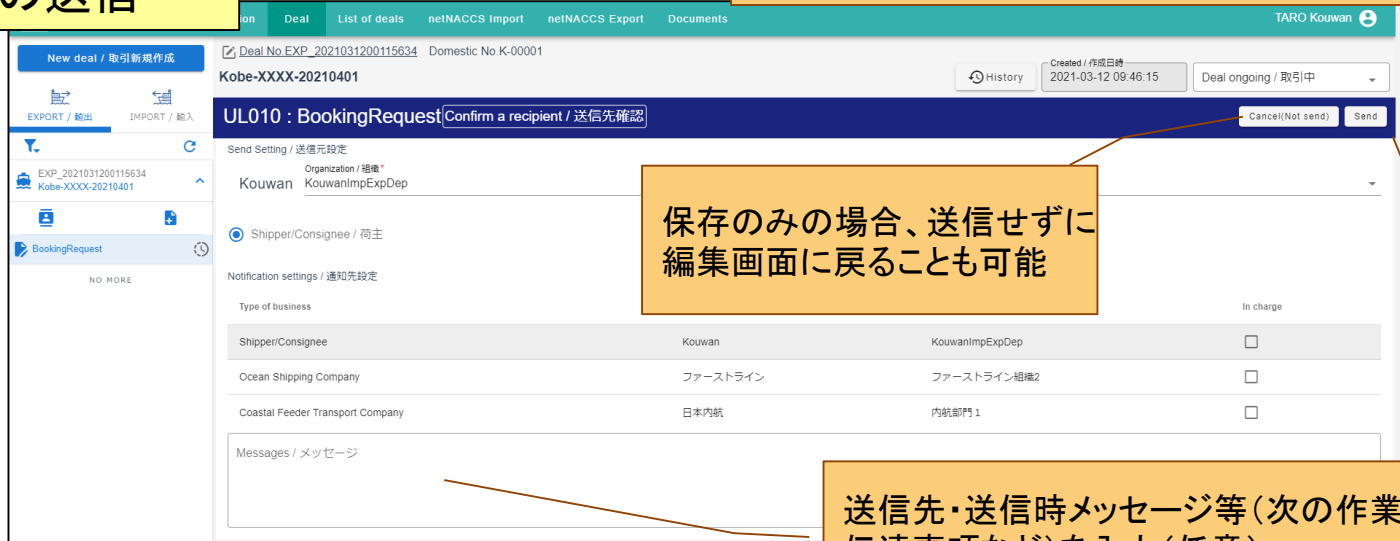 の送信
Deal List of deals netNACCS Import netNACCS Export Documents TARO Kouwan
New deal / 取引新規作成
EXPORT / 輸出 IMPORT / 輸入
EXP_2021031200115634
Kobe-XXXX-20210401
BookingRequest
NO MORE
Deal No.EXP_2021031200115634 Domestic No.K-00001
Kobe-XXXX-20210401
History
Created / 作成日時
2021-03-12 09:46:15
Deal ongoing / 取引中
UL010 : BookingRequest Confirm a recipient / 送信先確認 Cancel(Not send) Send
Send Setting / 送信元設定
Organization / 組織*
Kouwan KouwanImpExpDep
Shipper/Consignee / 荷主
保存のみの場合、送信せずに
編集画面に戻ることも可能
Notification settings / 通知先設定
Type of business In charge
Shipper/Consignee Kouwan KouwanImpExpDep
Ocean Shipping Company ファーストライン ファーストライン組織2
Coastal Feeder Transport Company 日本内航 内航部門１
Messages / メッセージ
送信先・送信時メッセージ等（次の作業